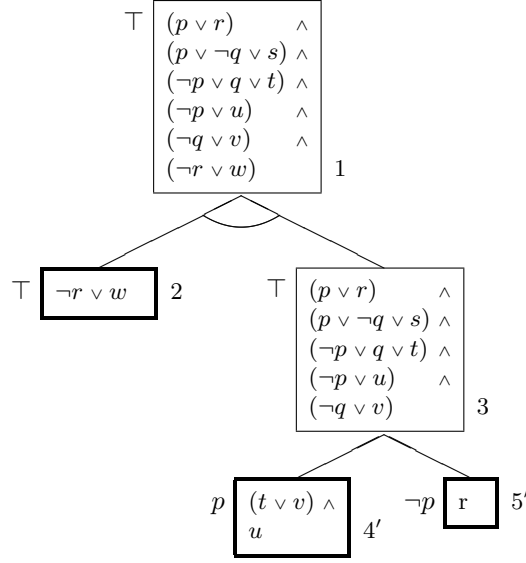 ⊤ (p ∨ r) ∧
(p ∨ ¬q ∨ s) ∧
(¬p ∨ q ∨ t) ∧
(¬p ∨ u) ∧
(¬q ∨ v) ∧
(¬r ∨ w) 1
⊤ ¬r ∨ w 2
⊤ (p ∨ r) ∧
(p ∨ ¬q ∨ s) ∧
(¬p ∨ q ∨ t) ∧
(¬p ∨ u) ∧
(¬q ∨ v) 3
p (t ∨ v) ∧
u 4′
¬p r 5′